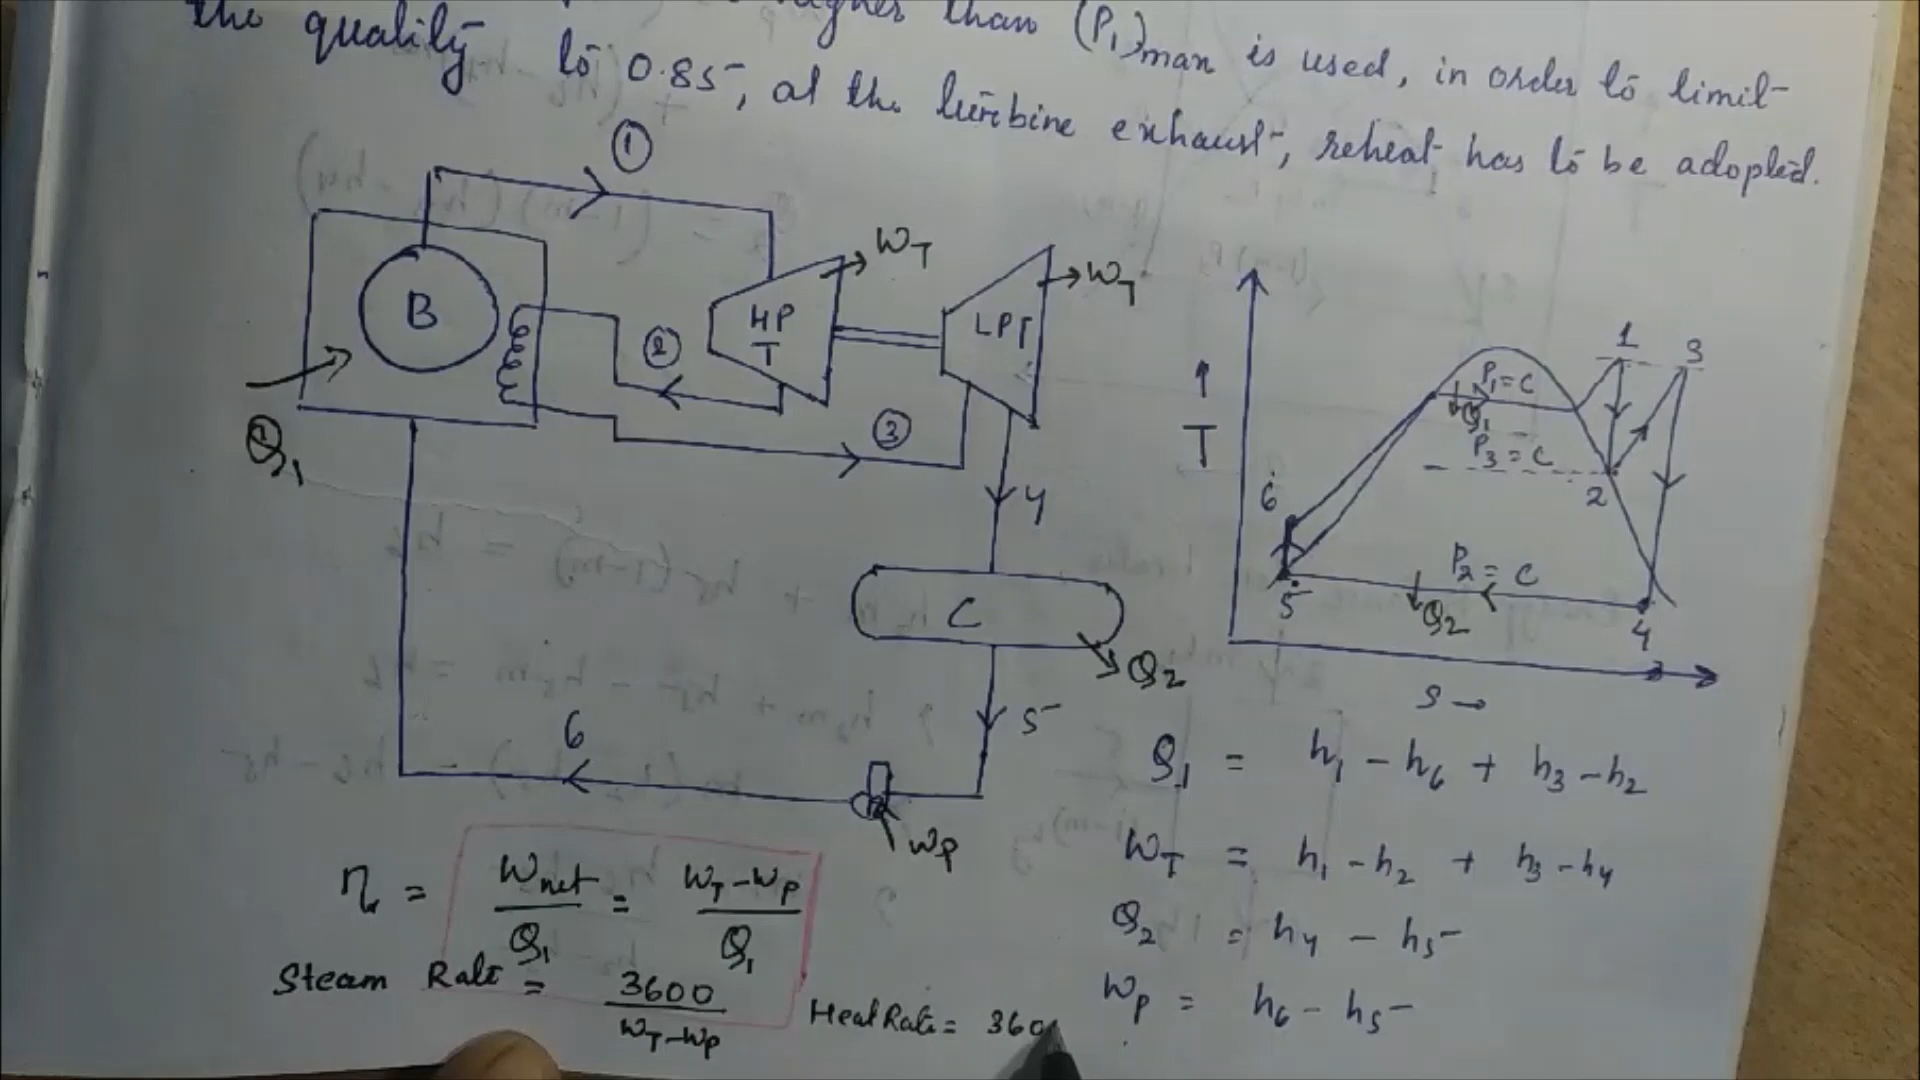 the quality higher than (P1)max is used, in order to limit
to 0.85, at the turbine exhaust, reheat has to be adopted.
1
WT
WT
B
HP
T
LPT
2
3
Q1
4
C
Q2
5
6
WP
T
1
3
P1 = C
Q1
P3 = C
2
6
P2 = C
5
Q2
4
S →
Q1 = h1 - h6 + h3 - h2
WT = h1 - h2 + h3 - h4
Q2 = h4 - h5
WP = h6 - h5
η = Wnet / Q1 = WT - WP / Q1
Steam Rate = 3600 / WT - WP
Heat Rate = 360